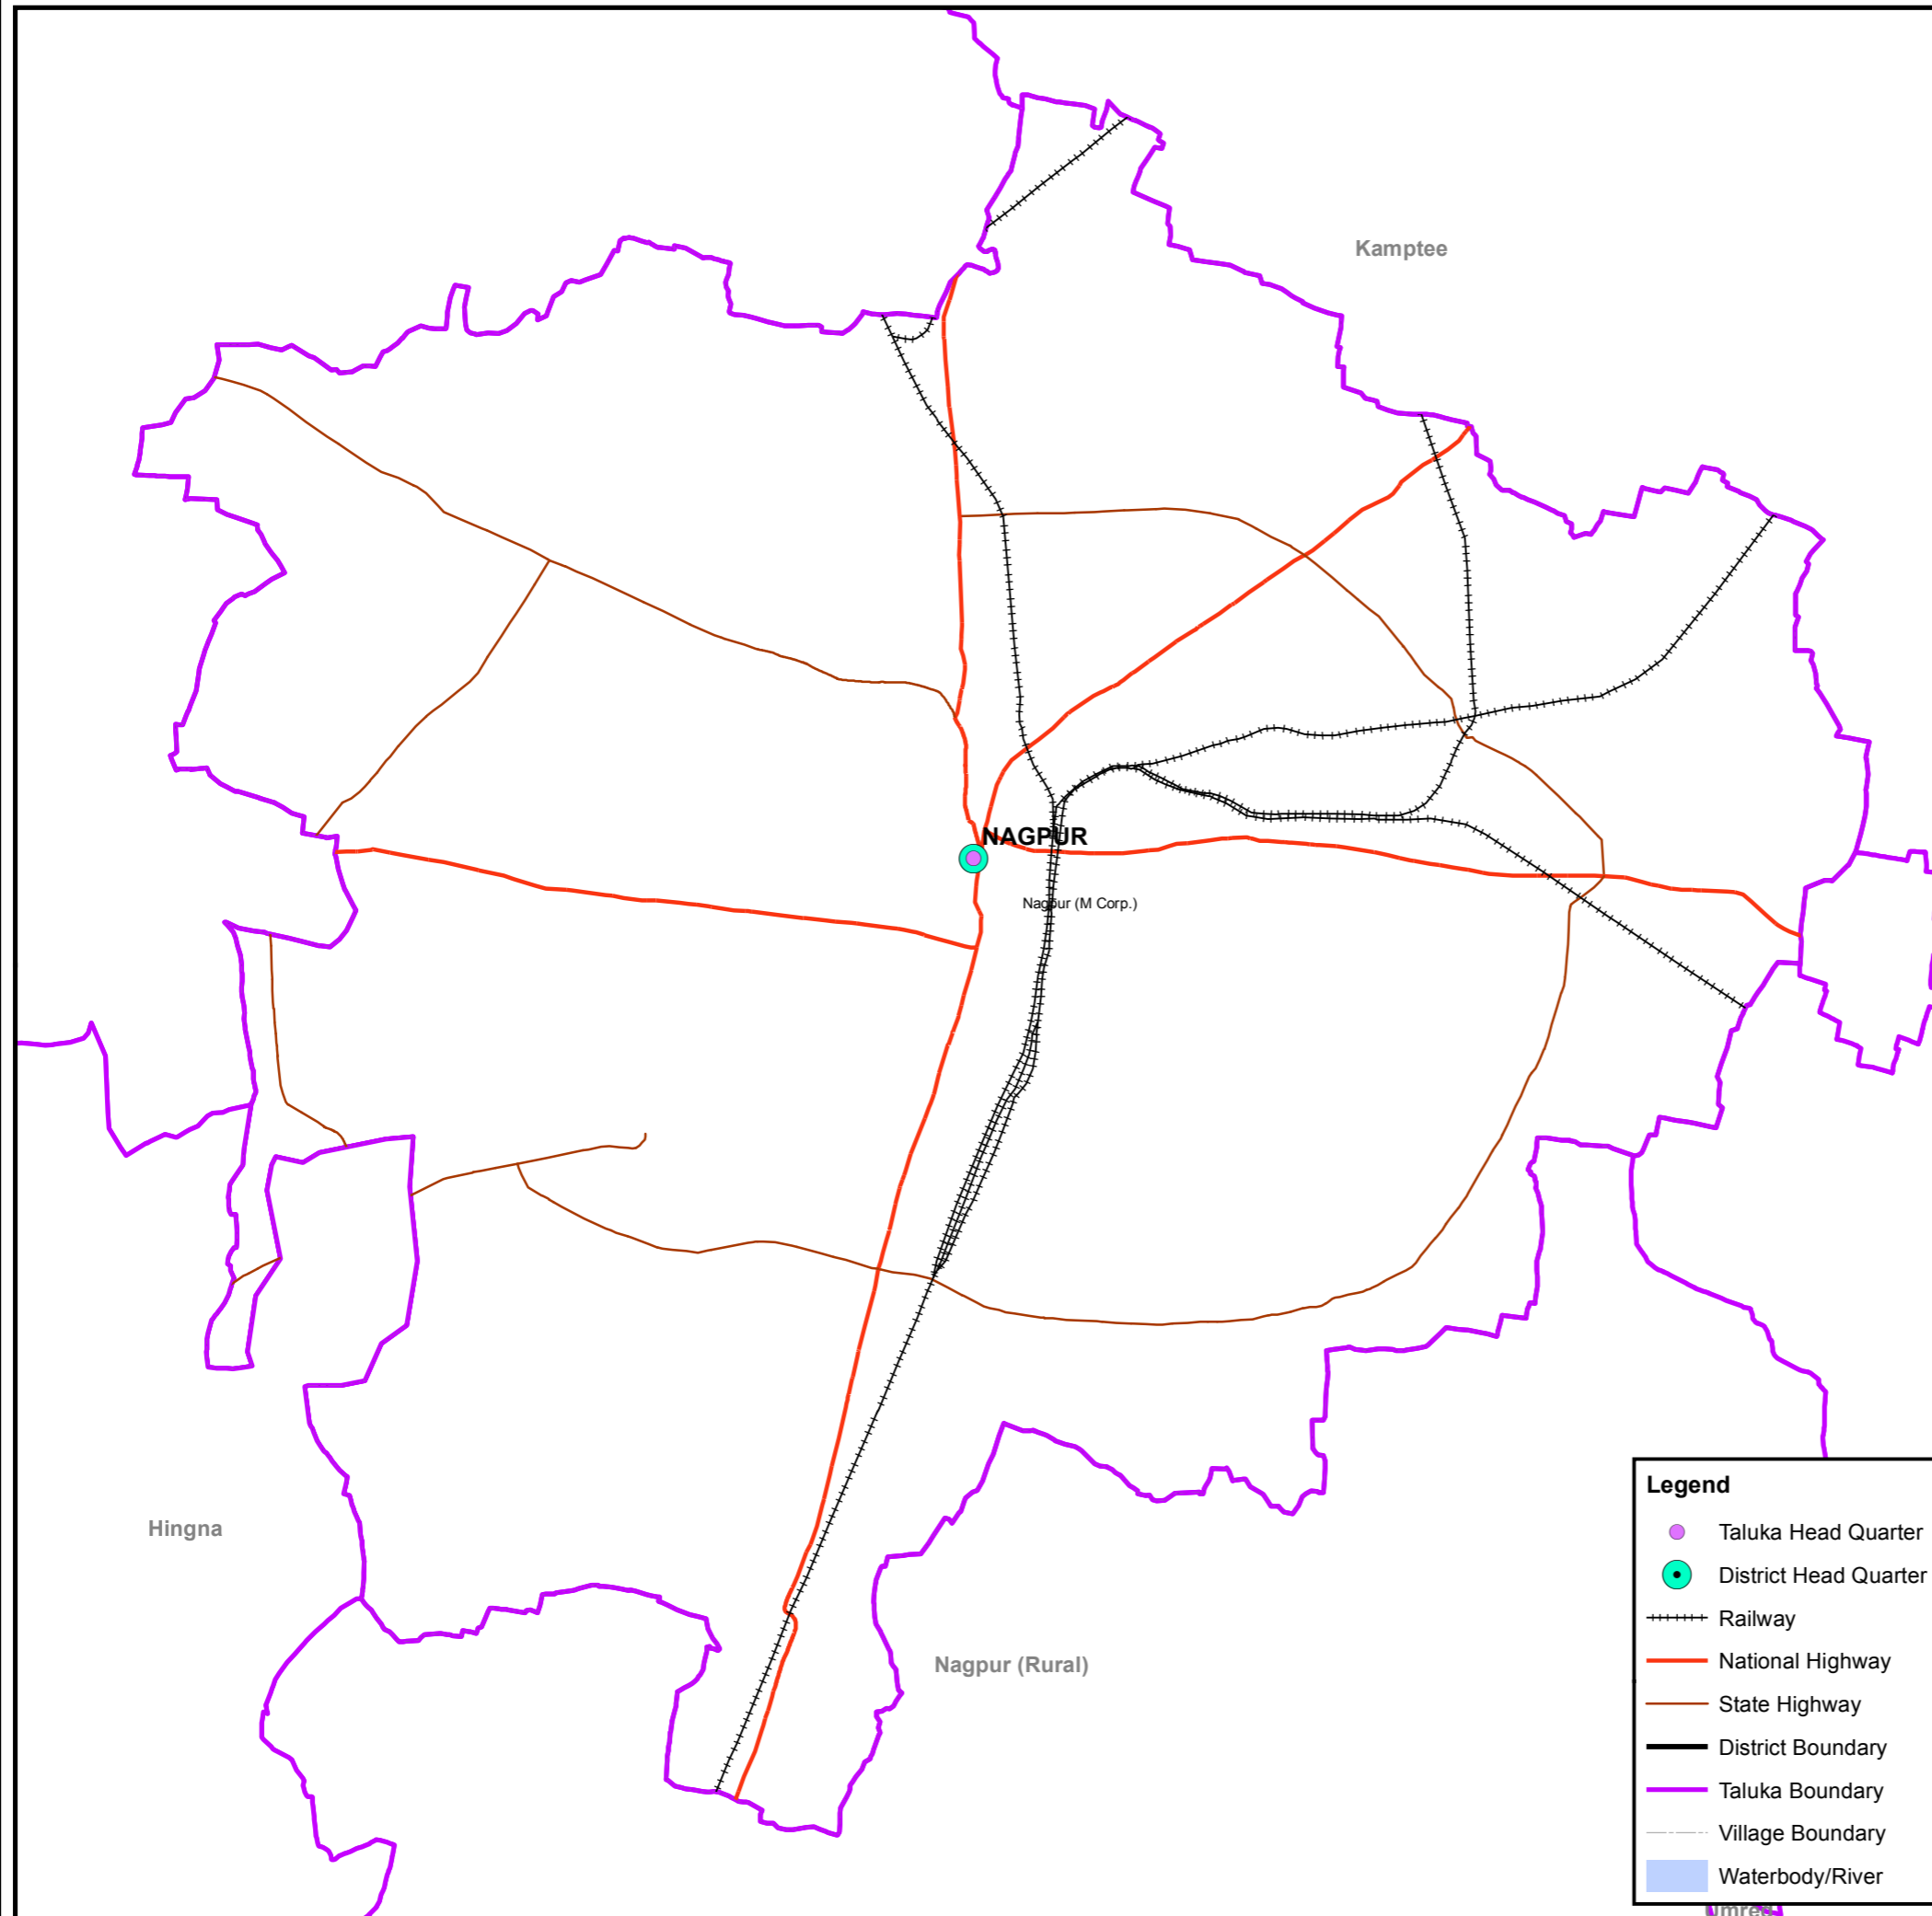 Kamptee
NAGPUR
Nagpur (M Corp.)
Hingna
Nagpur (Rural)
Legend
Taluka Head Quarter
District Head Quarter
Railway
National Highway
State Highway
District Boundary
Taluka Boundary
Village Boundary
Waterbody/River
Umred